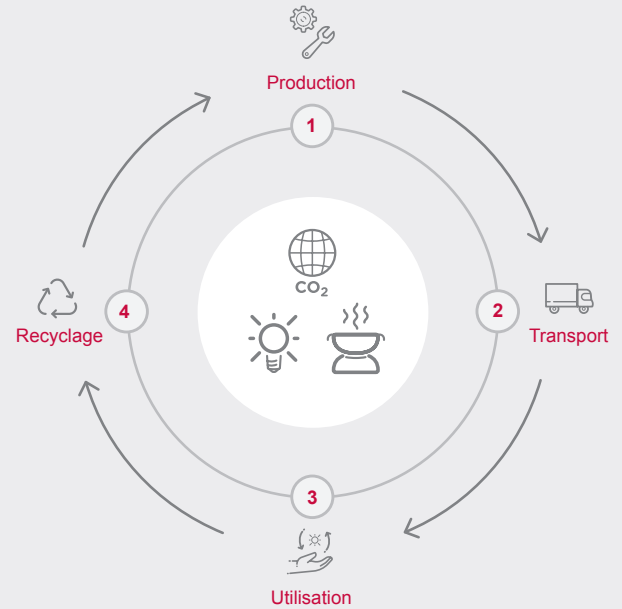 Production
1
CO₂
4
2
Recyclage
Transport
3
Utilisation